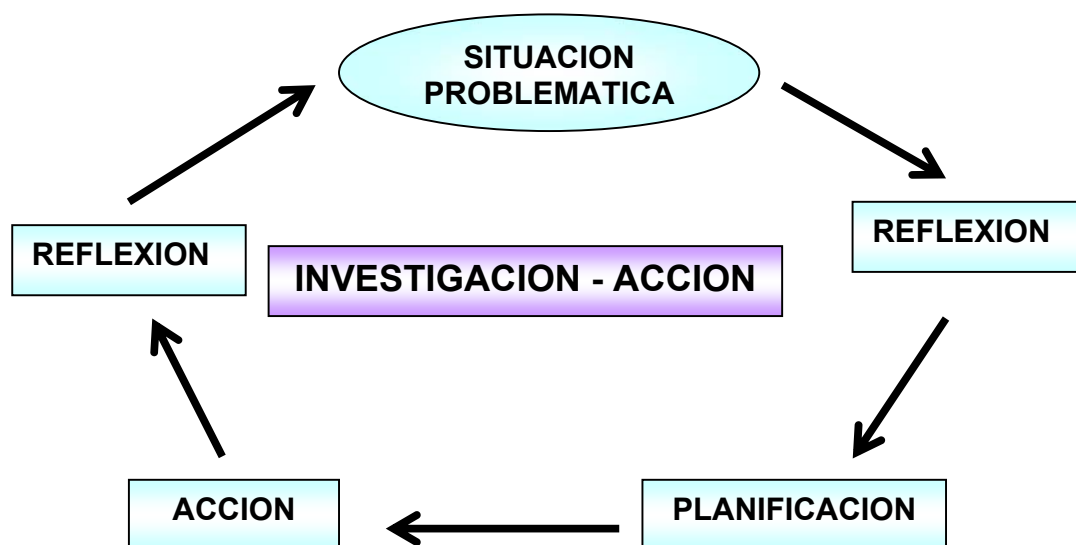 SITUACION
PROBLEMATICA
REFLEXION
REFLEXION
INVESTIGACION - ACCION
ACCION
PLANIFICACION